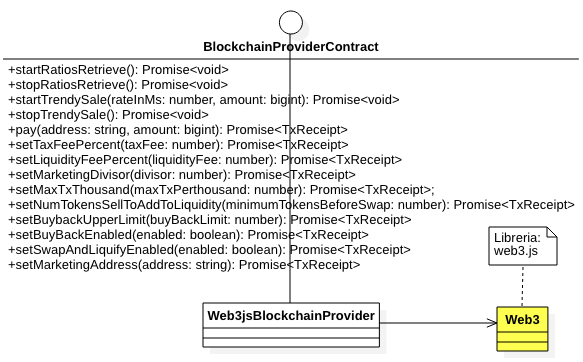 BlockchainProviderContract
+startRatiosRetrieve(): Promise<void>
+stopRatiosRetrieve(): Promise<void>
+startTrendySale(rateInMs: number, amount: bigint): Promise<void>
+stopTrendySale(): Promise<void>
+pay(address: string, amount: bigint): Promise<TxReceipt>
+setTaxFeePercent(taxFee: number): Promise<TxReceipt>
+setLiquidityFeePercent(liquidityFee: number): Promise<TxReceipt>
+setMarketingDivisor(divisor: number): Promise<TxReceipt>
+setMaxTxThousand(maxTxPerthousand: number): Promise<TxReceipt>;
+setNumTokensSellToAddToLiquidity(minimumTokensBeforeSwap: number): Promise<TxReceipt>
+setBuybackUpperLimit(buyBackLimit: number): Promise<TxReceipt>
+setBuyBackEnabled(enabled: boolean): Promise<TxReceipt>
+setSwapAndLiquifyEnabled(enabled: boolean): Promise<TxReceipt>
+setMarketingAddress(address: string): Promise<TxReceipt>
Libreria:
web3.js
Web3jsBlockchainProvider
Web3